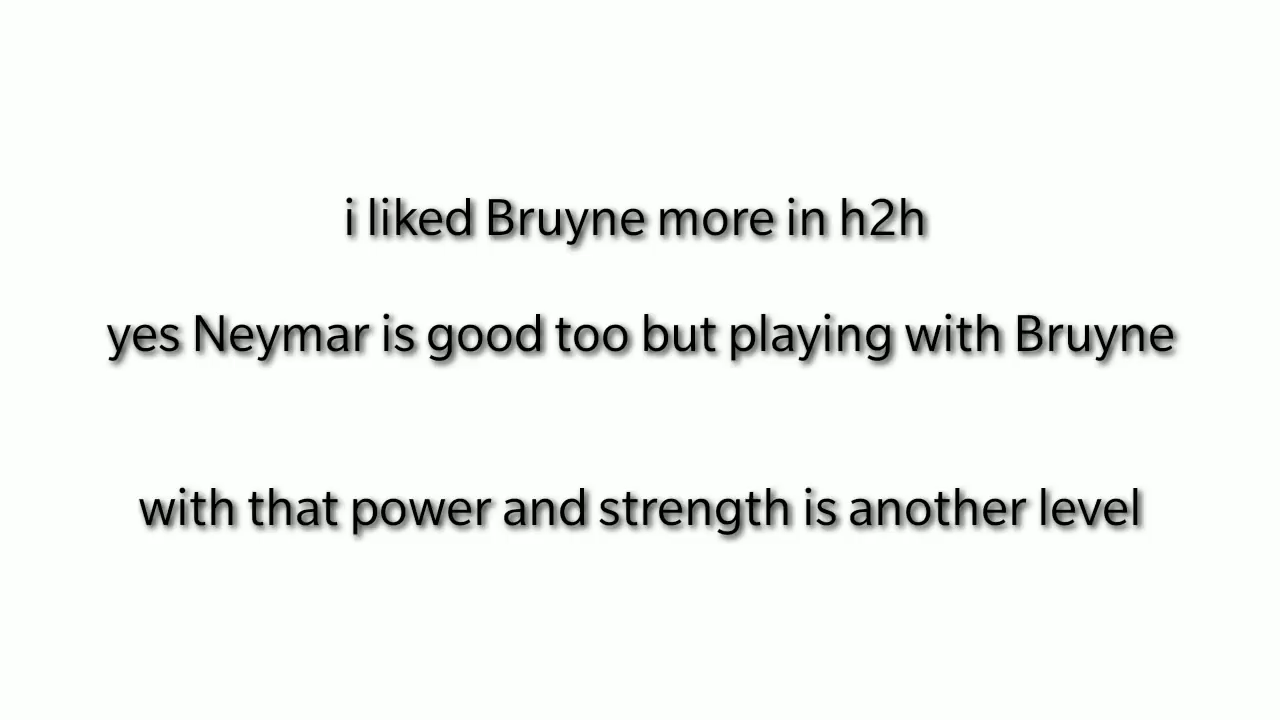 i liked Bruyne more in h2h
yes Neymar is good too but playing with Bruyne
with that power and strength is another level